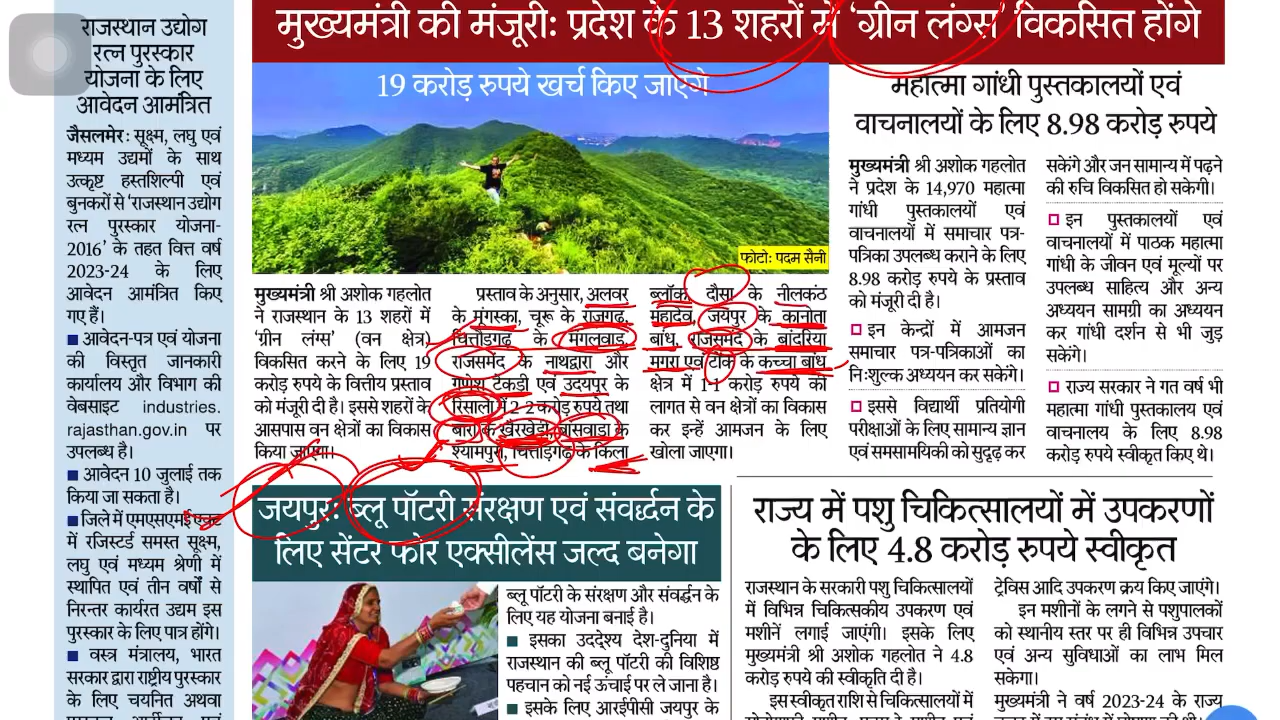 राजस्थान उद्योग
रत्न पुरस्कार
योजना के लिए
आवेदन आमंत्रित
जैसलमेर: सूक्ष्म, लघु एवं
मध्यम उद्यमों के साथ
उत्कृष्ट हस्तशिल्पी एवं
बुनकरों से 'राजस्थान उद्योग
रत्न पुरस्कार योजना-
2016' के तहत वित्त वर्ष
2023-24 के लिए
आवेदन आमंत्रित किए
गए हैं।
■ आवेदन-पत्र एवं योजना
की विस्तृत जानकारी
कार्यालय और विभाग की
वेबसाइट industries.
rajasthan.gov.in पर
उपलब्ध है।
■ आवेदन 10 जुलाई तक
किया जा सकता है।
■ जिले में एमएसएमई एक्ट
में रजिस्टर्ड समस्त सूक्ष्म,
लघु एवं मध्यम श्रेणी में
स्थापित एवं तीन वर्षों से
निरन्तर कार्यरत उद्यम इस
पुरस्कार के लिए पात्र होंगे।
■ वस्त्र मंत्रालय, भारत
सरकार द्वारा राष्ट्रीय पुरस्कार
के लिए चयनित अथवा
मुख्यमंत्री की मंजूरी: प्रदेश के 13 शहरों में 'ग्रीन लंग्स' विकसित होंगे
19 करोड़ रुपये खर्च किए जाएंगे
फोटो: पदम सैनी
मुख्यमंत्री श्री अशोक गहलोत
ने राजस्थान के 13 शहरों में
'ग्रीन लंग्स' (वन क्षेत्र)
विकसित करने के लिए 19
करोड़ रुपये के वित्तीय प्रस्ताव
को मंजूरी दी है। इससे शहरों के
आसपास वन क्षेत्रों का विकास
किया जाएगा।
प्रस्ताव के अनुसार, अलवर
के मुंगस्का, चूरू के राजगढ़,
चित्तौड़गढ़ के मंगलवाड़,
राजसमंद के नाथद्वारा और
गणेश टेकडी एवं उदयपुर के
रिसाला में 2-2 करोड़ रुपये तथा
बारां के खैरखेड़ी, बांसवाड़ा के
श्यामपुरा, चित्तौड़गढ़ के किला
ब्लॉक, दौसा के नीलकंठ
महादेव, जयपुर के कानोता
बांध, राजसमंद के बांदरिया
मगरा एवं टोंक के कच्चा बांध
क्षेत्र में 1-1 करोड़ रुपये की
लागत से वन क्षेत्रों का विकास
कर इन्हें आमजन के लिए
खोला जाएगा।
महात्मा गांधी पुस्तकालयों एवं
वाचनालयों के लिए 8.98 करोड़ रुपये
मुख्यमंत्री श्री अशोक गहलोत
ने प्रदेश के 14,970 महात्मा
गांधी पुस्तकालयों एवं
वाचनालयों में समाचार पत्र-
पत्रिका उपलब्ध कराने के लिए
8.98 करोड़ रुपये के प्रस्ताव
को मंजूरी दी है।
इन केन्द्रों में आमजन
समाचार पत्र-पत्रिकाओं का
नि:शुल्क अध्ययन कर सकेंगे।
इससे विद्यार्थी प्रतियोगी
परीक्षाओं के लिए सामान्य ज्ञान
एवं समसामयिकी को सुदृढ़ कर
सकेंगे और जन सामान्य में पढ़ने
की रुचि विकसित हो सकेगी।
इन पुस्तकालयों एवं
वाचनालयों में पाठक महात्मा
गांधी के जीवन एवं मूल्यों पर
उपलब्ध साहित्य और अन्य
अध्ययन सामग्री का अध्ययन
कर गांधी दर्शन से भी जुड़
सकेंगे।
राज्य सरकार ने गत वर्ष भी
महात्मा गांधी पुस्तकालय एवं
वाचनालय के लिए 8.98
करोड़ रुपये स्वीकृत किए थे।
जयपुर: ब्लू पॉटरी संरक्षण एवं संवर्द्धन के
लिए सेंटर फोर एक्सीलेंस जल्द बनेगा
ब्लू पॉटरी के संरक्षण और संवर्द्धन के
लिए यह योजना बनाई है।
■ इसका उद्देश्य देश-दुनिया में
राजस्थान की ब्लू पॉटरी की विशिष्ट
पहचान को नई ऊंचाई पर ले जाना है।
■ इसके लिए आरईपीसी जयपुर के
राज्य में पशु चिकित्सालयों में उपकरणों
के लिए 4.8 करोड़ रुपये स्वीकृत
राजस्थान के सरकारी पशु चिकित्सालयों
में विभिन्न चिकित्सकीय उपकरण एवं
मशीनें लगाई जाएंगी। इसके लिए
मुख्यमंत्री श्री अशोक गहलोत ने 4.8
करोड़ रुपये की स्वीकृति दी है।
इस स्वीकृत राशि से चिकित्सालयों में
ट्रेविस आदि उपकरण क्रय किए जाएंगे।
इन मशीनों के लगने से पशुपालकों
को स्थानीय स्तर पर ही विभिन्न उपचार
एवं अन्य सुविधाओं का लाभ मिल
सकेगा।
मुख्यमंत्री ने वर्ष 2023-24 के राज्य